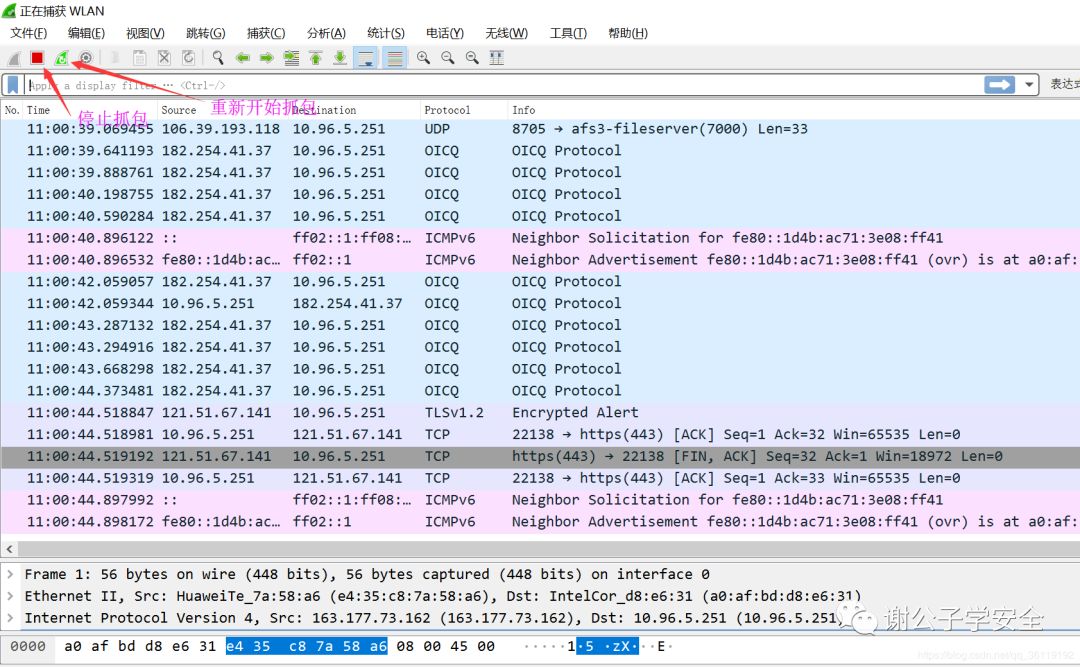 正在捕获 WLAN
文件(F) 编辑(E) 视图(V) 跳转(G) 捕获(C) 分析(A) 统计(S) 电话(Y) 无线(W) 工具(T) 帮助(H)
Apply a display filter ⋯ <Ctrl-/> 表达式
停止抓包 重新开始抓包
No. Time Source Destination Protocol Info
11:00:39.069455 106.39.193.118 10.96.5.251 UDP 8705 → afs3-fileserver(7000) Len=33
11:00:39.641193 182.254.41.37 10.96.5.251 OICQ OICQ Protocol
11:00:39.888761 182.254.41.37 10.96.5.251 OICQ OICQ Protocol
11:00:40.198755 182.254.41.37 10.96.5.251 OICQ OICQ Protocol
11:00:40.590284 182.254.41.37 10.96.5.251 OICQ OICQ Protocol
11:00:40.896122 :: ff02::1:ff08:… ICMPv6 Neighbor Solicitation for fe80::1d4b:ac71:3e08:ff41
11:00:40.896532 fe80::1d4b:ac… ff02::1 ICMPv6 Neighbor Advertisement fe80::1d4b:ac71:3e08:ff41 (ovr) is at a0:af:
11:00:42.059057 182.254.41.37 10.96.5.251 OICQ OICQ Protocol
11:00:42.059344 10.96.5.251 182.254.41.37 OICQ OICQ Protocol
11:00:43.287132 182.254.41.37 10.96.5.251 OICQ OICQ Protocol
11:00:43.294916 182.254.41.37 10.96.5.251 OICQ OICQ Protocol
11:00:43.668298 182.254.41.37 10.96.5.251 OICQ OICQ Protocol
11:00:44.373481 182.254.41.37 10.96.5.251 OICQ OICQ Protocol
11:00:44.518847 121.51.67.141 10.96.5.251 TLSv1.2 Encrypted Alert
11:00:44.518981 10.96.5.251 121.51.67.141 TCP 22138 → https(443) [ACK] Seq=1 Ack=32 Win=65535 Len=0
11:00:44.519192 121.51.67.141 10.96.5.251 TCP https(443) → 22138 [FIN, ACK] Seq=32 Ack=1 Win=18972 Len=0
11:00:44.519319 10.96.5.251 121.51.67.141 TCP 22138 → https(443) [ACK] Seq=1 Ack=33 Win=65535 Len=0
11:00:44.897992 :: ff02::1:ff08:… ICMPv6 Neighbor Solicitation for fe80::1d4b:ac71:3e08:ff41
11:00:44.898172 fe80::1d4b:ac… ff02::1 ICMPv6 Neighbor Advertisement fe80::1d4b:ac71:3e08:ff41 (ovr) is at a0:af:
Frame 1: 56 bytes on wire (448 bits), 56 bytes captured (448 bits) on interface 0
Ethernet II, Src: HuaweiTe_7a:58:a6 (e4:35:c8:7a:58:a6), Dst: IntelCor_d8:e6:31 (a0:af:bd:d8:e6:31)
Internet Protocol Version 4, Src: 163.177.73.162 (163.177.73.162), Dst: 10.96.5.251 (10.96.5.251)
谢公子学安全
0000 a0 af bd d8 e6 31 e4 35 c8 7a 58 a6 08 00 45 00 ·····1·5 ·zX···E·
https://blog.csdn.net/qq_36119192